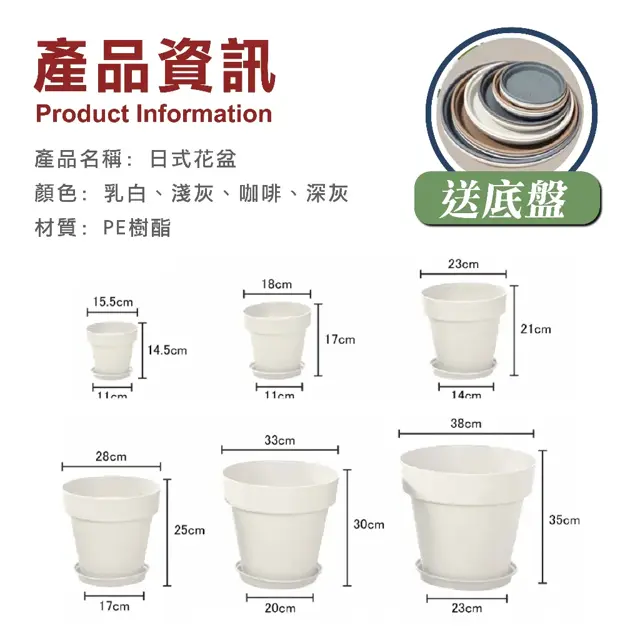 產品資訊
Product Information
產品名稱：日式花盆
顏色：乳白、淺灰、咖啡、深灰
材質：PE樹酯
送底盤
15.5cm
14.5cm
11cm
18cm
17cm
11cm
23cm
21cm
14cm
28cm
25cm
17cm
33cm
30cm
20cm
38cm
35cm
23cm